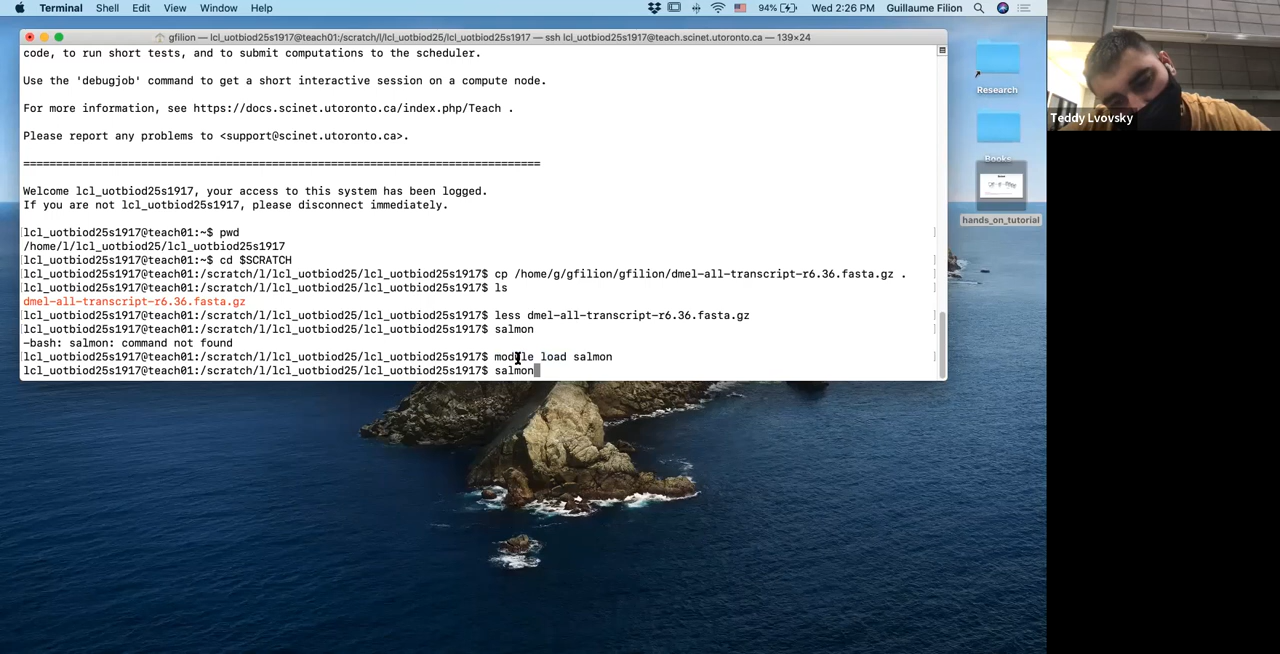 Terminal Shell Edit View Window Help 94% Wed 2:26 PM Guillaume Filion
gfilion — lcl_uotbiod25s1917@teach01:/scratch/l/lcl_uotbiod25/lcl_uotbiod25s1917 — ssh lcl_uotbiod25s1917@teach.scinet.utoronto.ca — 139×24
code, to run short tests, and to submit computations to the scheduler.
Use the 'debugjob' command to get a short interactive session on a compute node.
For more information, see https://docs.scinet.utoronto.ca/index.php/Teach .
Please report any problems to <support@scinet.utoronto.ca>.
===============================================================================
Welcome lcl_uotbiod25s1917, your access to this system has been logged.
If you are not lcl_uotbiod25s1917, please disconnect immediately.
[lcl_uotbiod25s1917@teach01:~$ pwd ]
/home/l/lcl_uotbiod25/lcl_uotbiod25s1917
[lcl_uotbiod25s1917@teach01:~$ cd $SCRATCH ]
[lcl_uotbiod25s1917@teach01:/scratch/l/lcl_uotbiod25/lcl_uotbiod25s1917$ cp /home/g/gfilion/gfilion/dmel-all-transcript-r6.36.fasta.gz . ]
[lcl_uotbiod25s1917@teach01:/scratch/l/lcl_uotbiod25/lcl_uotbiod25s1917$ ls ]
dmel-all-transcript-r6.36.fasta.gz
[lcl_uotbiod25s1917@teach01:/scratch/l/lcl_uotbiod25/lcl_uotbiod25s1917$ less dmel-all-transcript-r6.36.fasta.gz ]
[lcl_uotbiod25s1917@teach01:/scratch/l/lcl_uotbiod25/lcl_uotbiod25s1917$ salmon ]
-bash: salmon: command not found
[lcl_uotbiod25s1917@teach01:/scratch/l/lcl_uotbiod25/lcl_uotbiod25s1917$ module load salmon ]
lcl_uotbiod25s1917@teach01:/scratch/l/lcl_uotbiod25/lcl_uotbiod25s1917$ salmon
Research
Books
hands_on_tutorial
Teddy Lvovsky